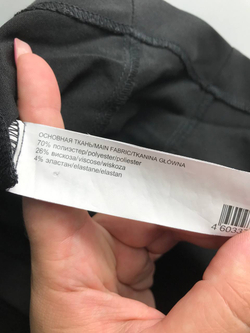 ОСНОВНАЯ ТКАНЬ/MAIN FABRIC/TKANINA GŁÓWNA
70% полиэстер/polyester/poliester
26% вискоза/viscose/wiskoza
4% эластан/elastane/elastan
4 6033